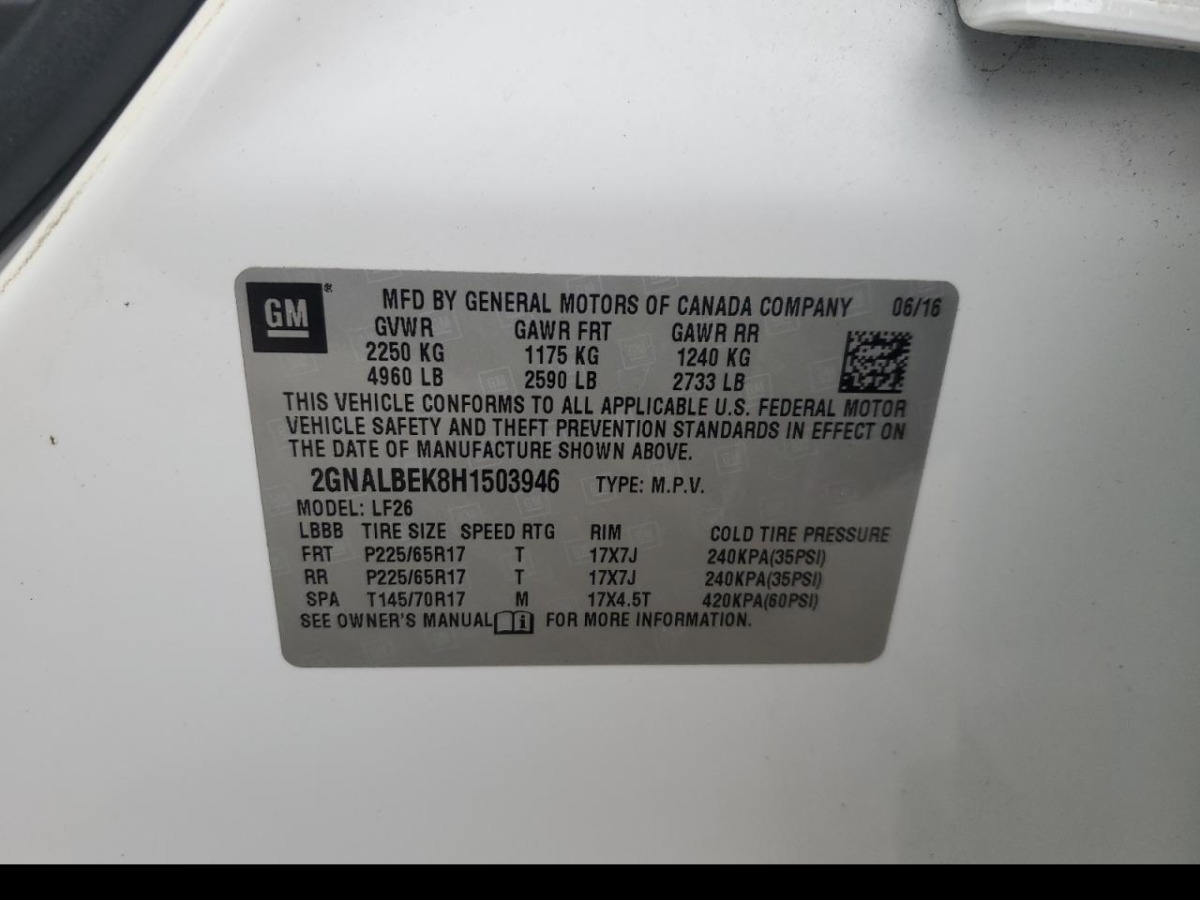 GM ®
MFD BY GENERAL MOTORS OF CANADA COMPANY 06/16
GVWR GAWR FRT GAWR RR
2250 KG 1175 KG 1240 KG
4960 LB 2590 LB 2733 LB
THIS VEHICLE CONFORMS TO ALL APPLICABLE U.S. FEDERAL MOTOR
VEHICLE SAFETY AND THEFT PREVENTION STANDARDS IN EFFECT ON
THE DATE OF MANUFACTURE SHOWN ABOVE.
2GNALBEK8H1503946 TYPE: M.P.V.
MODEL: LF26
LBBB TIRE SIZE SPEED RTG RIM COLD TIRE PRESSURE
FRT P225/65R17 T 17X7J 240KPA(35PSI)
RR P225/65R17 T 17X7J 240KPA(35PSI)
SPA T145/70R17 M 17X4.5T 420KPA(60PSI)
SEE OWNER'S MANUAL i FOR MORE INFORMATION.